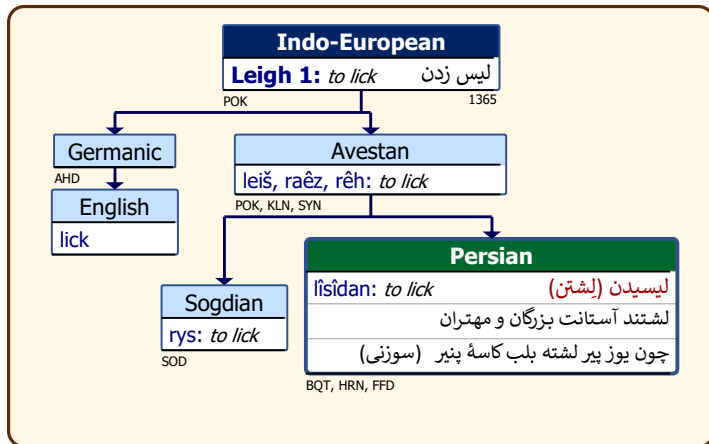 Indo-European
Leigh 1: to lick لیس زدن
POK 1365
Germanic
AHD
English
lick
Avestan
leiš, raêz, rêh: to lick
POK, KLN, SYN
Sogdian
rys: to lick
SOD
Persian
lîsîdan: to lick لیسیدن (لِشتن)
لشتند آستانت بزرگان و مهتران
چون یوز پیر لشته بلب کاسهٔ پنیر (سوزنی)
BQT, HRN, FFD